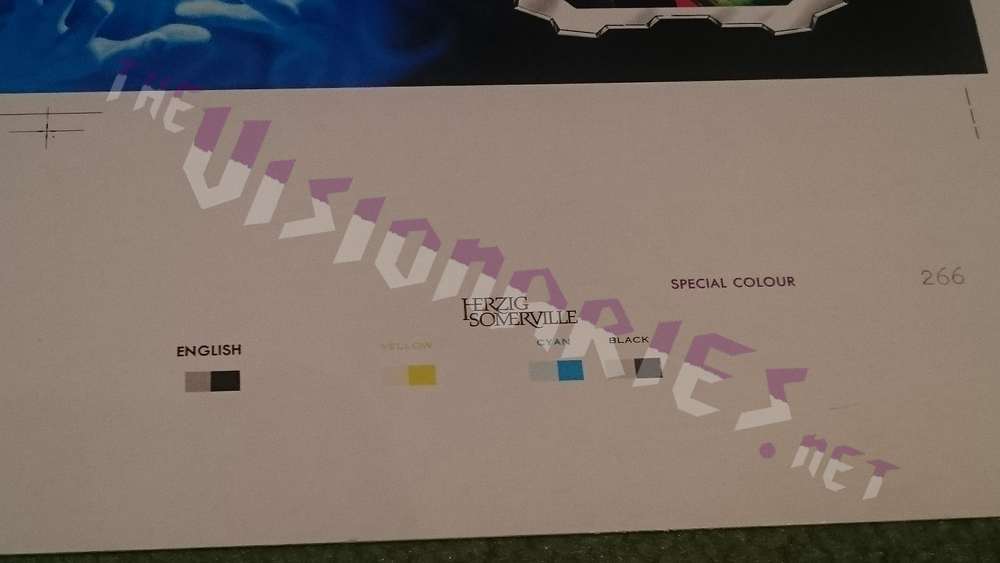 THE VISIONARIES.NET
SPECIAL COLOUR
266
HERZIG
SOMERVILLE
ENGLISH
YELLOW
CYAN
BLACK